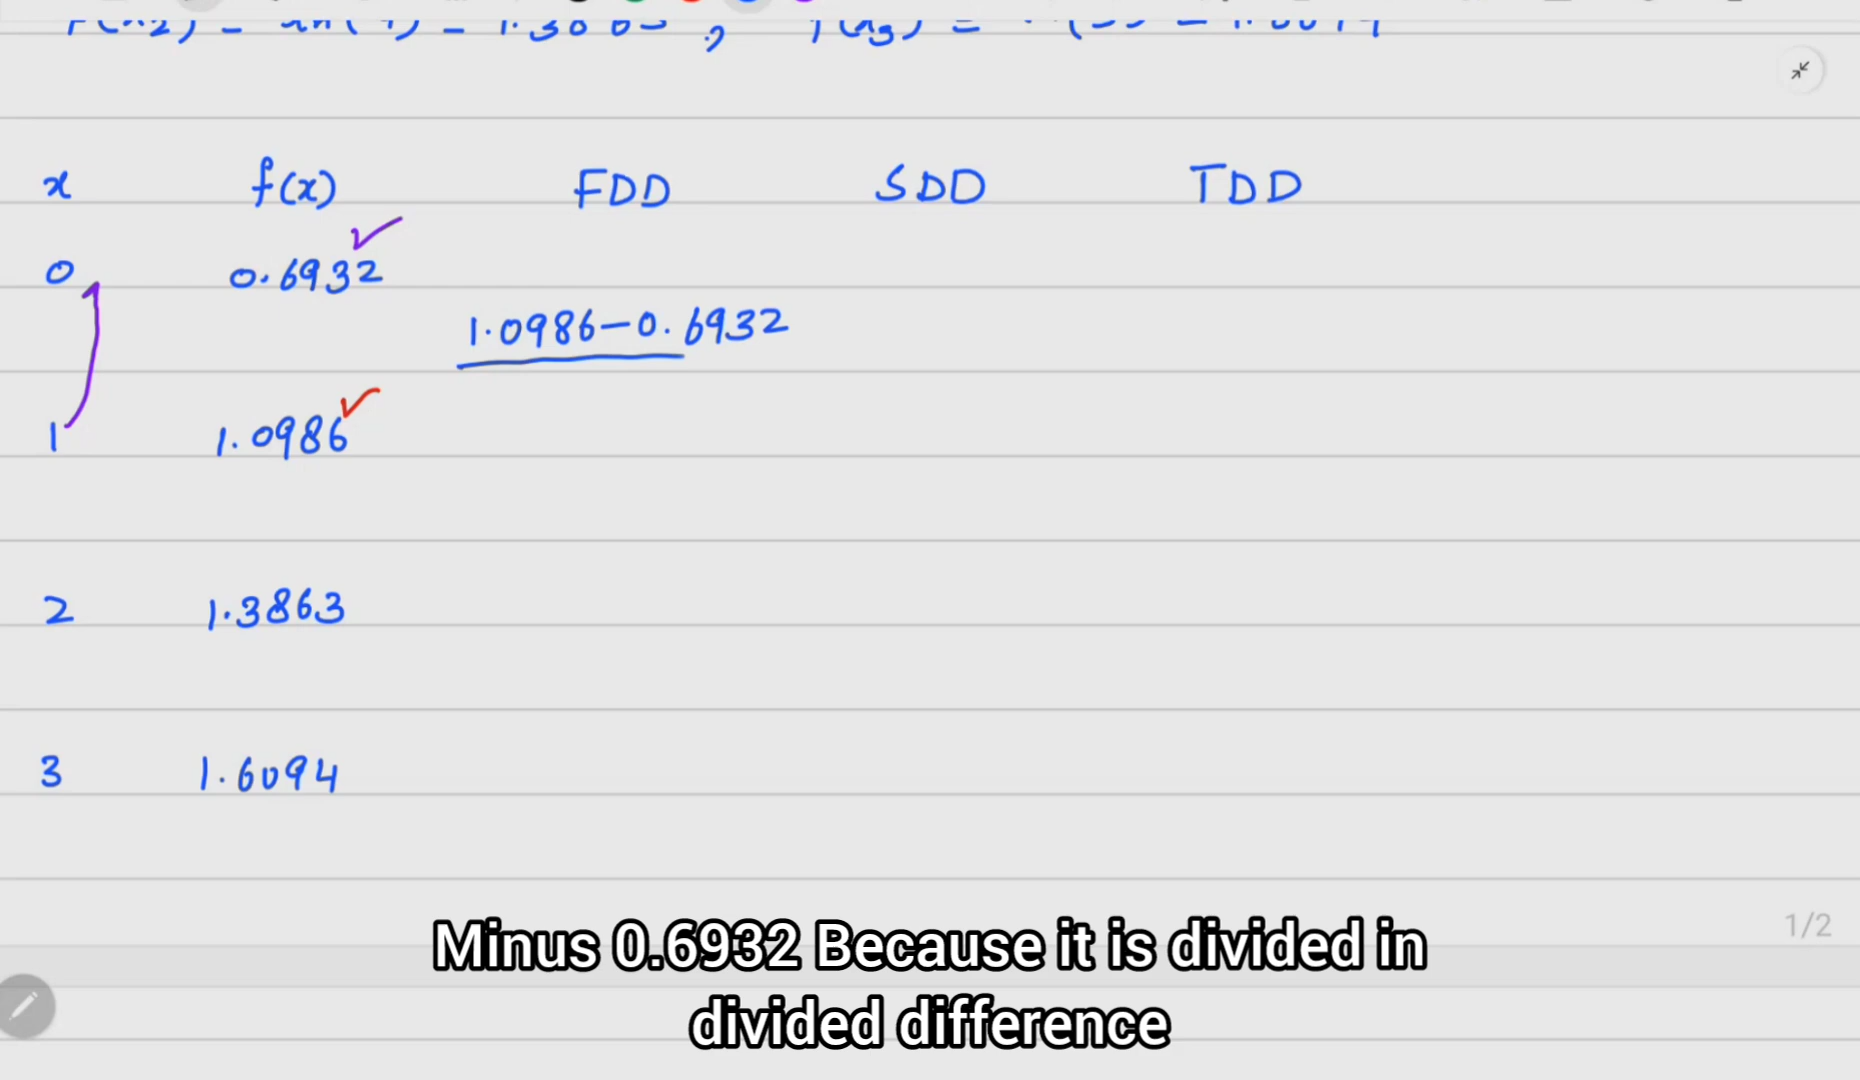 x f(x) FDD SDD TDD
0 0.6932
1.0986-0.6932
1 1.0986
2 1.3863
3 1.6094
1/2
Minus 0.6932 Because it is divided in
divided difference